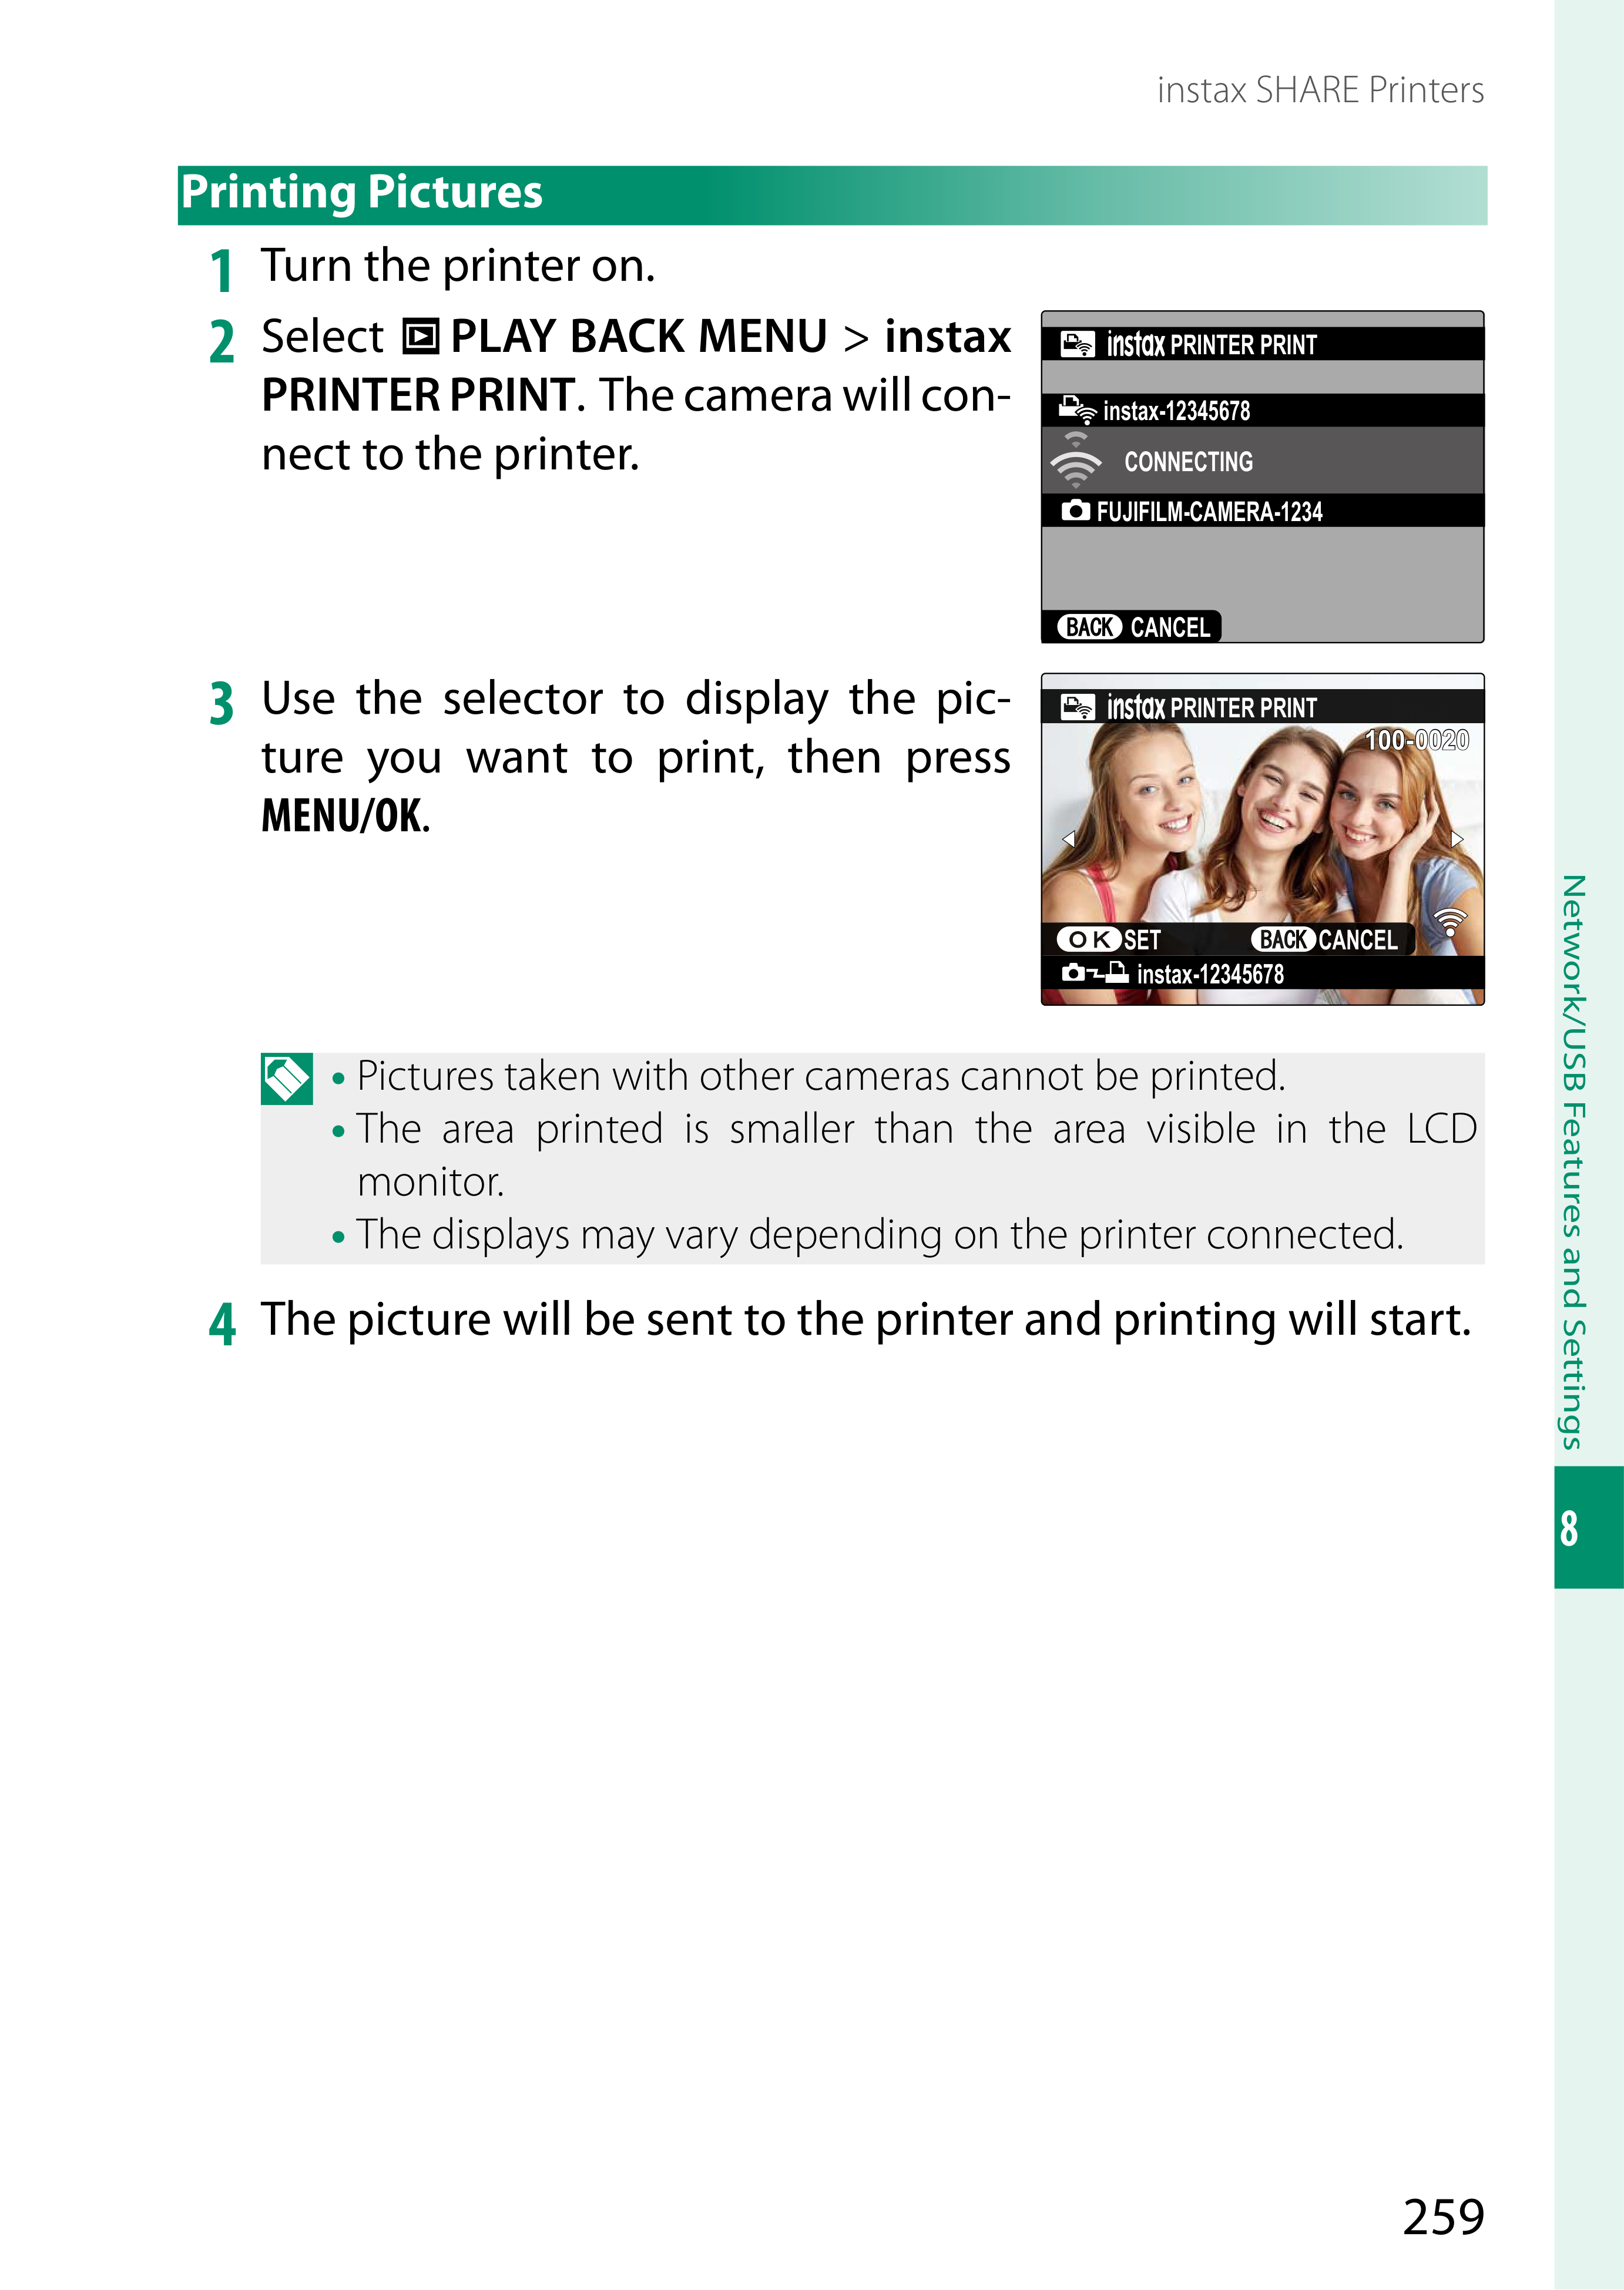 instax SHARE Printers
Printing Pictures
1 Turn the printer on.
2 Select PLAY BACK MENU > instax
PRINTER PRINT. The camera will con-
nect to the printer.
instax PRINTER PRINT
instax-12345678
CONNECTING
FUJIFILM-CAMERA-1234
BACK CANCEL
3 Use the selector to display the pic-
ture you want to print, then press
MENU/OK.
instax PRINTER PRINT
100-0020
OK SET BACK CANCEL
instax-12345678
• Pictures taken with other cameras cannot be printed.
• The area printed is smaller than the area visible in the LCD
monitor.
• The displays may vary depending on the printer connected.
4 The picture will be sent to the printer and printing will start.
Network/USB Features and Settings
8
259